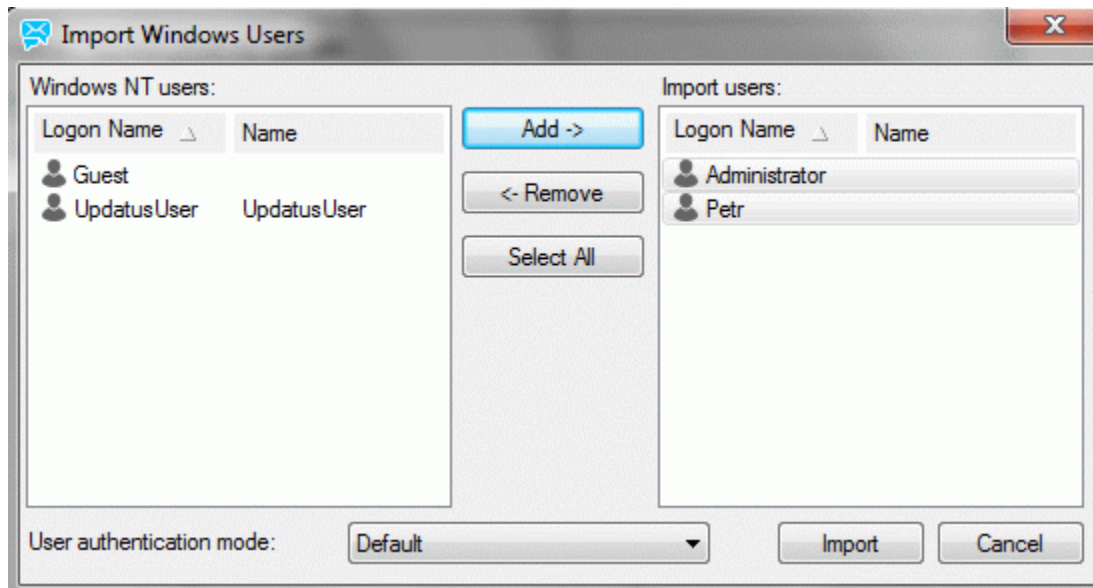 Import Windows Users
Windows NT users:
Import users:
Logon Name Name
Add ->
Logon Name Name
Guest
Administrator
<- Remove
UpdatusUser UpdatusUser
Petr
Select All
User authentication mode: Default Import Cancel